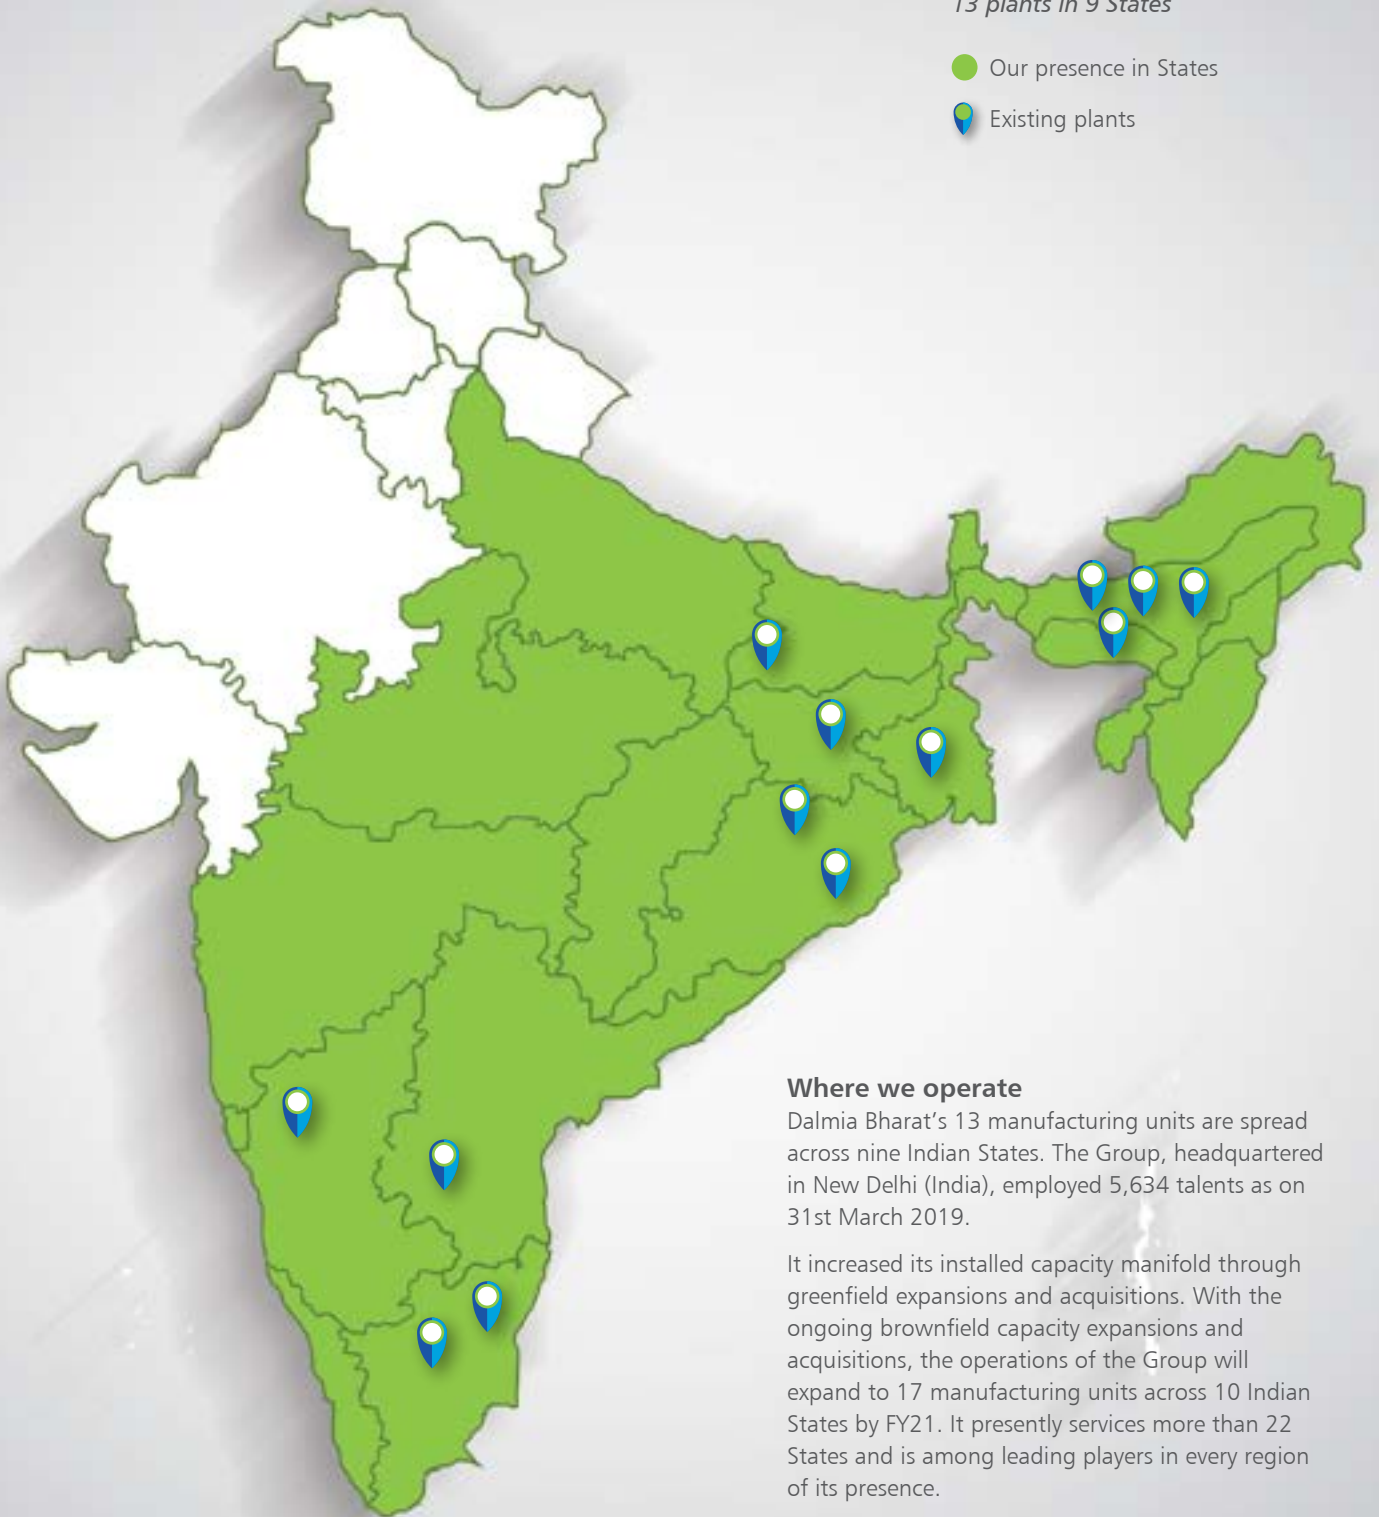 13 plants in 9 States
Our presence in States
Existing plants
Where we operate
Dalmia Bharat’s 13 manufacturing units are spread
across nine Indian States. The Group, headquartered
in New Delhi (India), employed 5,634 talents as on
31st March 2019.
It increased its installed capacity manifold through
greenfield expansions and acquisitions. With the
ongoing brownfield capacity expansions and
acquisitions, the operations of the Group will
expand to 17 manufacturing units across 10 Indian
States by FY21. It presently services more than 22
States and is among leading players in every region
of its presence.